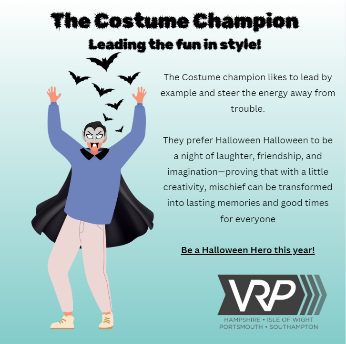 The Costume Champion
Leading the fun in style!
The Costume champion likes to lead by
example and steer the energy away from
trouble.
They prefer Halloween Halloween to be
a night of laughter, friendship, and
imagination—proving that with a little
creativity, mischief can be transformed
into lasting memories and good times
for everyone
Be a Halloween Hero this year!
VRP
HAMPSHIRE • ISLE OF WIGHT
PORTSMOUTH • SOUTHAMPTON